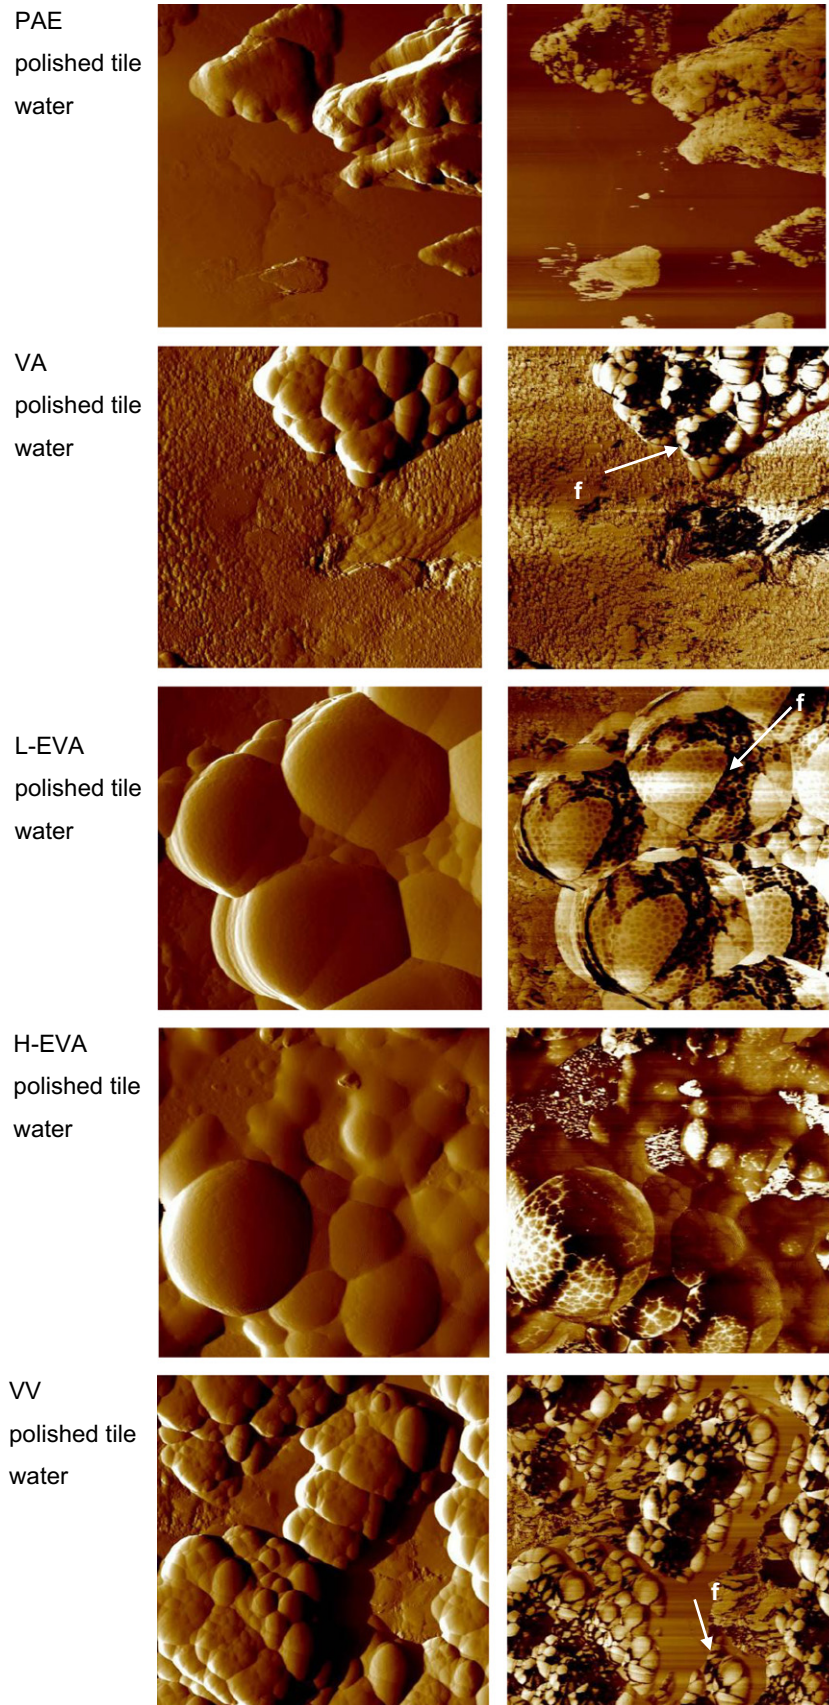 PAE
polished tile
water
VA
polished tile
water
f
L-EVA
polished tile
water
f
H-EVA
polished tile
water
VV
polished tile
water
f